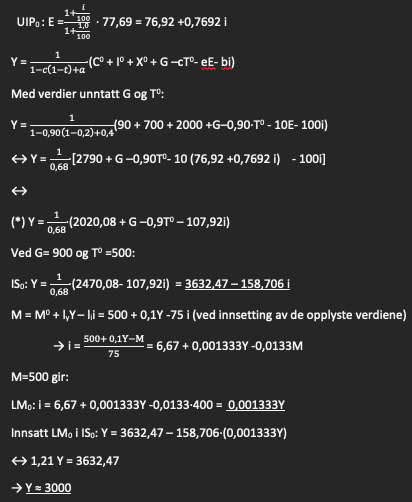 UIP₀: E = (1+i/100)/(1+1,0/100) · 77,69 = 76,92 +0,7692 i
Y = 1/(1−c(1−t)+a) ·(C⁰ + I⁰ + X⁰ + G –cT⁰- eE- bi)
Med verdier unntatt G og T⁰:
Y = 1/(1−0,90(1−0,2)+0,4) (90 + 700 + 2000 +G–0,90·T⁰ - 10E- 100i)
↔ Y = 1/0,68 ·[2790 + G –0,90T⁰- 10 (76,92 +0,7692 i) - 100i]
↔
(*) Y = 1/0,68 ·(2020,08 + G –0,9T⁰ – 107,92i)
Ved G= 900 og T⁰ =500:
IS₀: Y = 1/0,68 ·(2470,08- 107,92i) = 3632,47 – 158,706 i
M = M⁰ + lᵧY – lᵢi = 500 + 0,1Y -75 i (ved innsetting av de opplyste verdiene)
→ i = (500+ 0,1Y−M)/75 = 6,67 + 0,001333Y -0,0133M
M=500 gir:
LM₀: i = 6,67 + 0,001333Y -0,0133·400 = 0,001333Y
Innsatt LM₀ i IS₀: Y = 3632,47 – 158,706·(0,001333Y)
↔ 1,21 Y = 3632,47
→ Y ≈ 3000